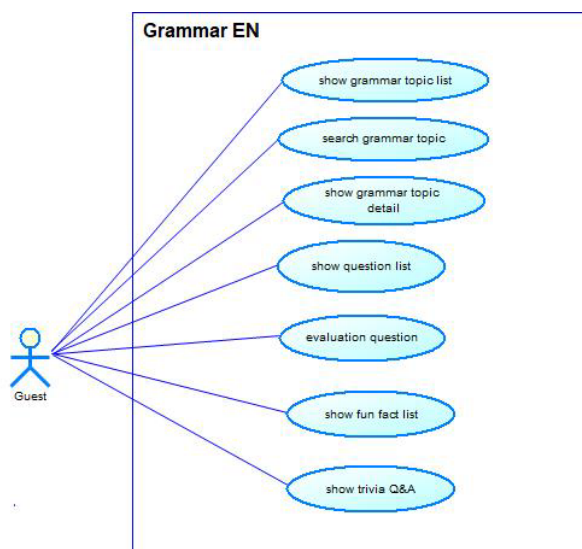 Grammar EN
show grammar topic list
search grammar topic
show grammar topic
detail
show question list
evaluation question
Guest
show fun fact list
show trivia Q&A